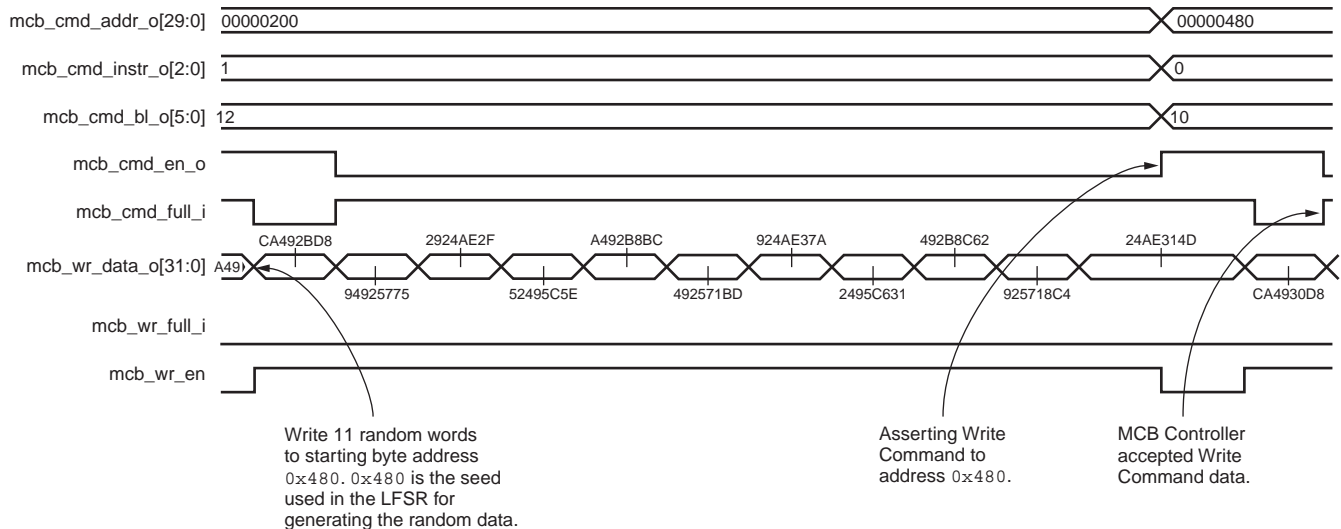 mcb_cmd_addr_o[29:0] 00000200 00000480
mcb_cmd_instr_o[2:0] 1 0
mcb_cmd_bl_o[5:0] 12 10
mcb_cmd_en_o
mcb_cmd_full_i
CA492BD8 2924AE2F A492B8BC 924AE37A 492B8C62 24AE314D
mcb_wr_data_o[31:0] A49
94925775 52495C5E 492571BD 2495C631 925718C4 CA4930D8
mcb_wr_full_i
mcb_wr_en
Write 11 random words
to starting byte address
0x480. 0x480 is the seed
used in the LFSR for
generating the random data.
Asserting Write
Command to
address 0x480.
MCB Controller
accepted Write
Command data.